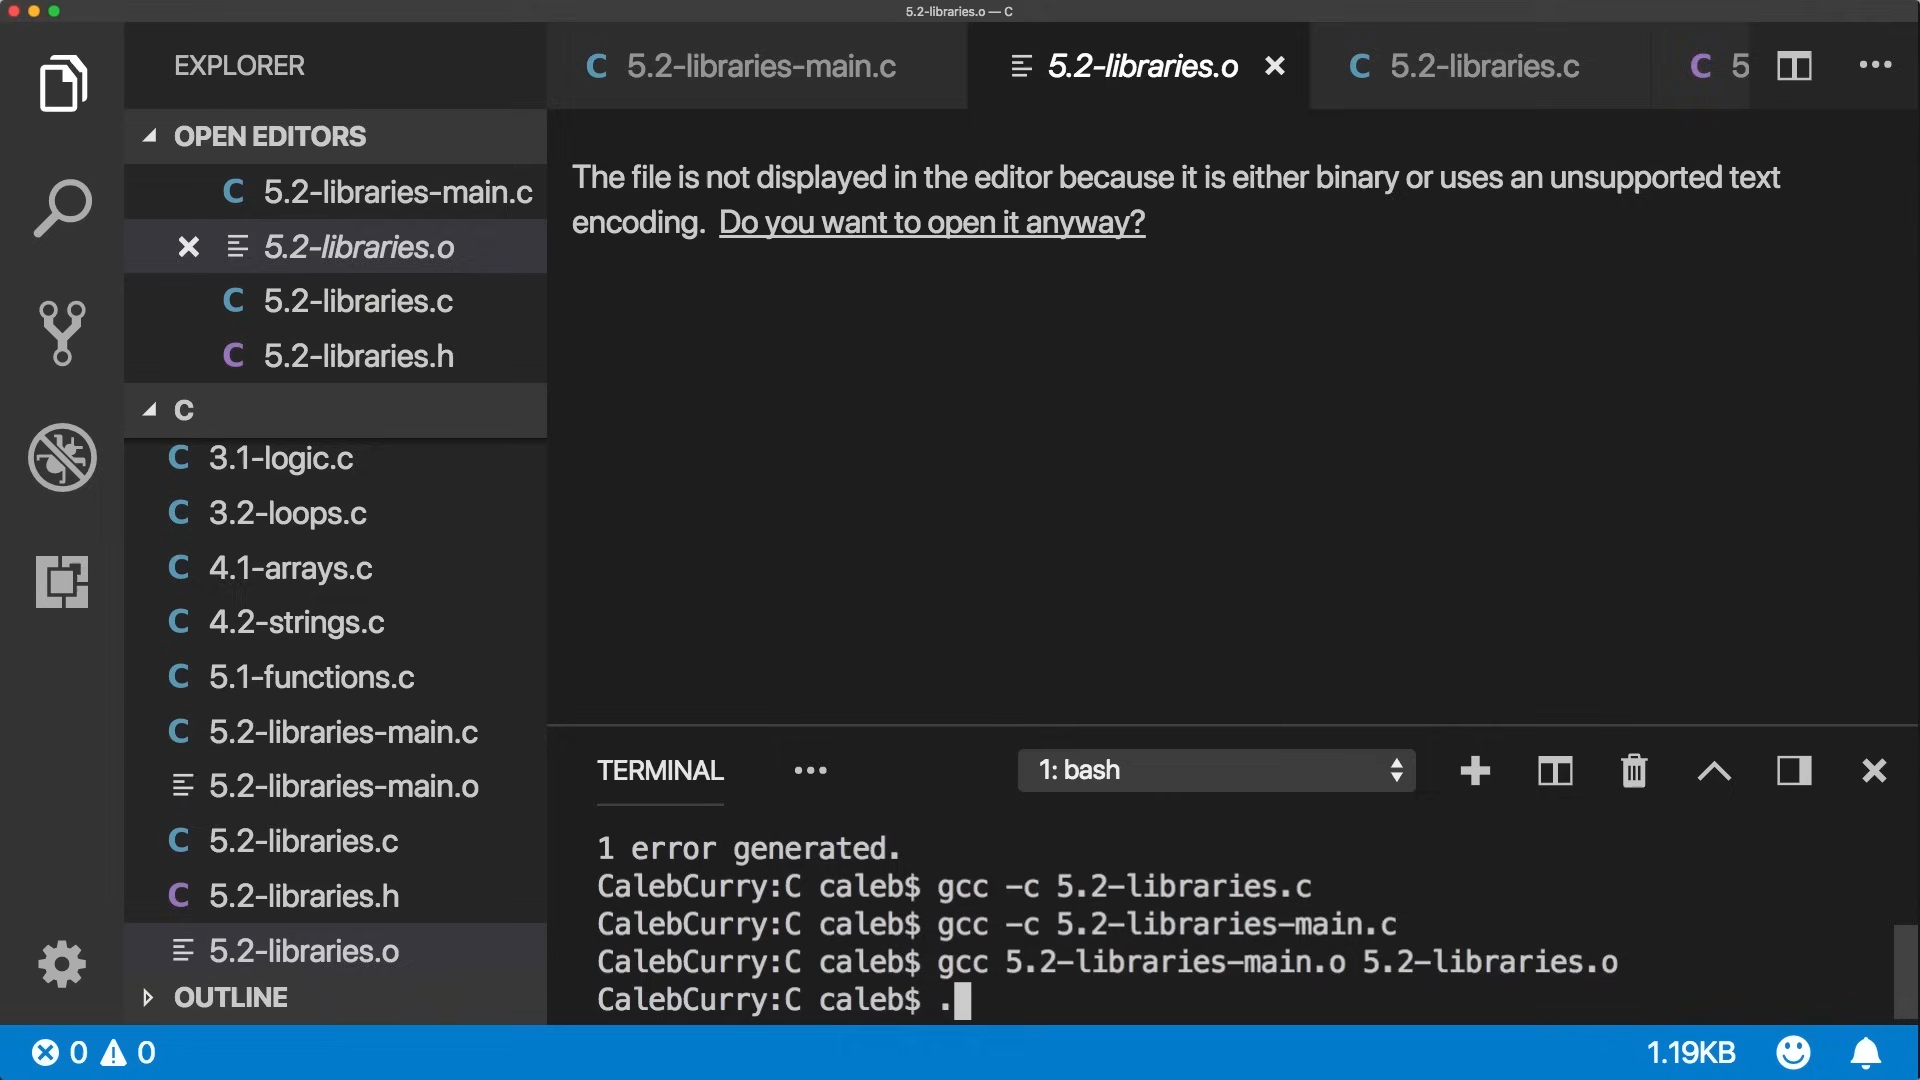 5.2-libraries.o — C
EXPLORER
C 5.2-libraries-main.c
5.2-libraries.o
C 5.2-libraries.c
C 5
OPEN EDITORS
C 5.2-libraries-main.c
5.2-libraries.o
C 5.2-libraries.c
C 5.2-libraries.h
C
C 3.1-logic.c
C 3.2-loops.c
C 4.1-arrays.c
C 4.2-strings.c
C 5.1-functions.c
C 5.2-libraries-main.c
5.2-libraries-main.o
C 5.2-libraries.c
C 5.2-libraries.h
5.2-libraries.o
OUTLINE
The file is not displayed in the editor because it is either binary or uses an unsupported text
encoding. Do you want to open it anyway?
TERMINAL
1: bash
1 error generated.
CalebCurry:C caleb$ gcc -c 5.2-libraries.c
CalebCurry:C caleb$ gcc -c 5.2-libraries-main.c
CalebCurry:C caleb$ gcc 5.2-libraries-main.o 5.2-libraries.o
CalebCurry:C caleb$ .
0 0
1.19KB